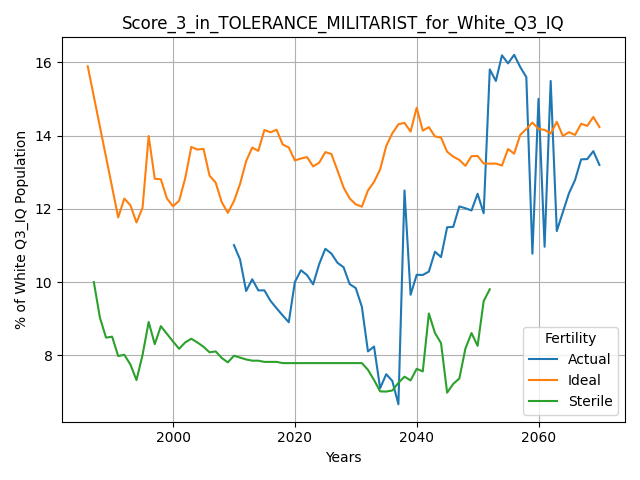 Score_3_in_TOLERANCE_MILITARIST_for_White_Q3_IQ
% of White Q3_IQ Population
16
14
12
10
8
2000
2020
2040
2060
Years
Fertility
Actual
Ideal
Sterile